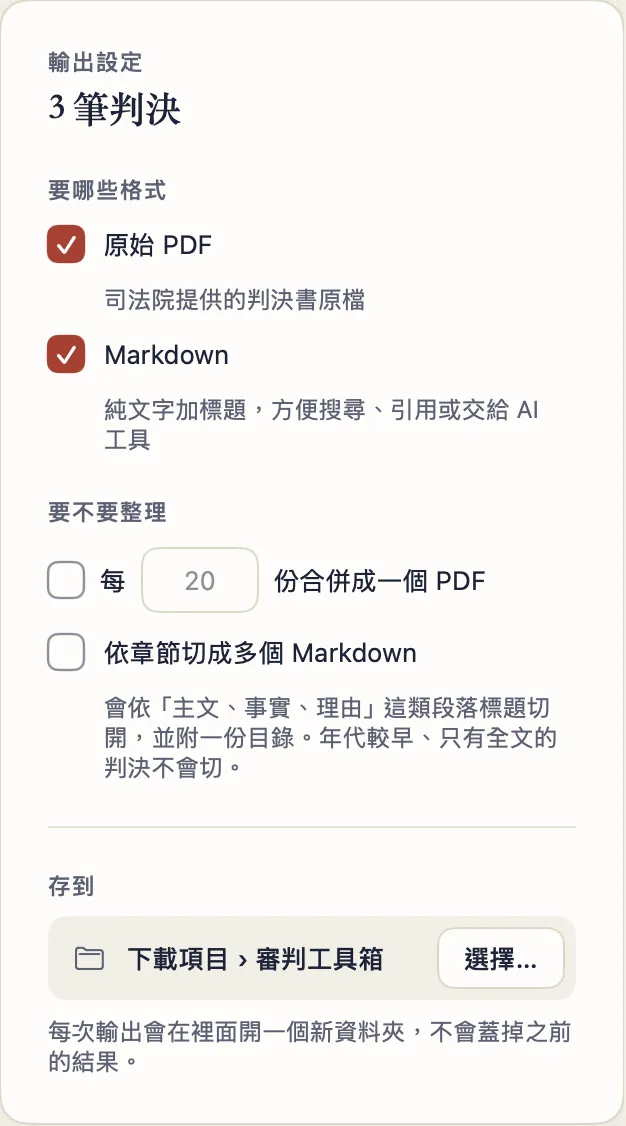 輸出設定
3 筆判決
要哪些格式
原始 PDF
司法院提供的判決書原檔
Markdown
純文字加標題，方便搜尋、引用或交給 AI
工具
要不要整理
每 20 份合併成一個 PDF
依章節切成多個 Markdown
會依「主文、事實、理由」這類段落標題切
開，並附一份目錄。年代較早、只有全文的
判決不會切。
存到
下載項目 › 審判工具箱 選擇...
每次輸出會在裡面開一個新資料夾，不會蓋掉之前
的結果。